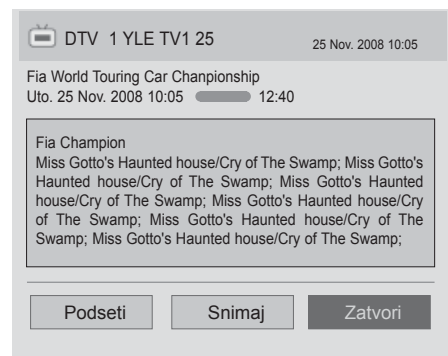 DTV 1 YLE TV1 25 25 Nov. 2008 10:05
Fia World Touring Car Chanpionship
Uto. 25 Nov. 2008 10:05 12:40
Fia Champion
Miss Gotto's Haunted house/Cry of The Swamp; Miss Gotto's
Haunted house/Cry of The Swamp; Miss Gotto's Haunted
house/Cry of The Swamp; Miss Gotto's Haunted house/Cry
of The Swamp; Miss Gotto's Haunted house/Cry of The
Swamp; Miss Gotto's Haunted house/Cry of The Swamp;
Podseti Snimaj Zatvori